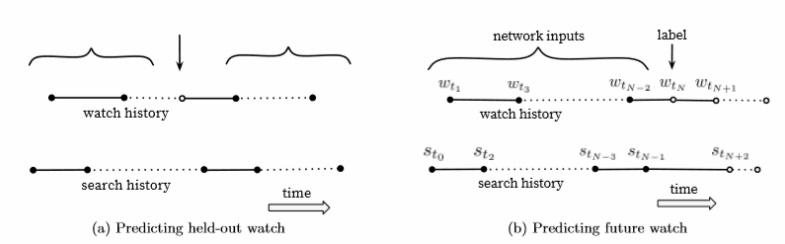 watch history
search history
time
(a) Predicting held-out watch
network inputs
label
w_{t_1} w_{t_3} w_{t_{N-2}} w_{t_N} w_{t_{N+1}}
watch history
s_{t_0} s_{t_2} s_{t_{N-3}} s_{t_{N-1}} s_{t_{N+2}}
search history
time
(b) Predicting future watch